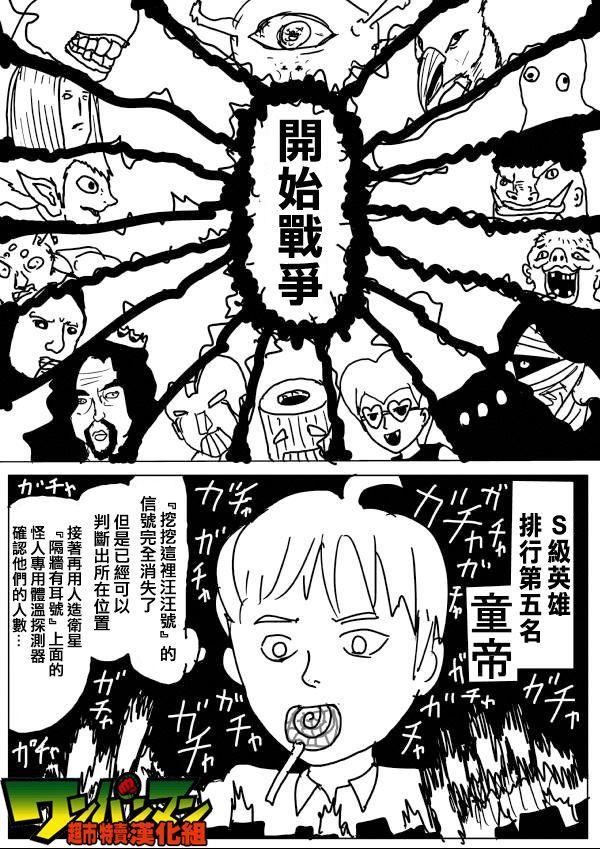 開始戰爭
S級英雄
排行第五名
童帝
『挖挖這裡汪汪號』的
信號完全消失了
但是已經可以
判斷出所在位置
接著再用人造衛星
『隔牆有耳號』上面的
怪人專用體溫探測器
確認他們的人數…
ガチャ
ガチャ
ガチャ
ガチャ
ガチャ
ガチャ
ガチャ
ガチャ
ガチャ
ガチャ
ワンパンマン
超市特賣漢化組